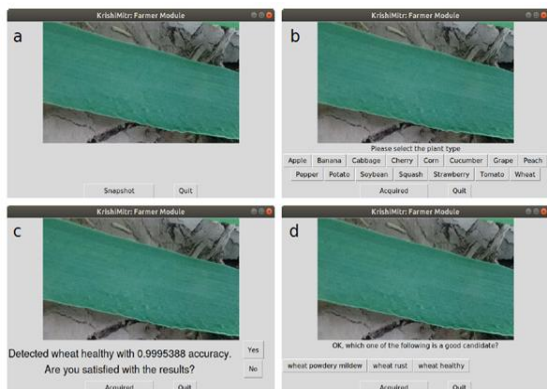 KrishiMitr: Farmer Module
a
Snapshot Quit
KrishiMitr: Farmer Module
b
Please select the plant type
Apple Banana Cabbage Cherry Corn Cucumber Grape Peach
Pepper Potato Soybean Squash Strawberry Tomato Wheat
Acquired Quit
KrishiMitr: Farmer Module
c
Detected wheat healthy with 0.9995388 accuracy.
Yes
Are you satisfied with the results?
No
Acquired Quit
KrishiMitr: Farmer Module
d
OK, which one of the following is a good candidate?
wheat powdery mildew wheat rust wheat healthy
Acquired Quit